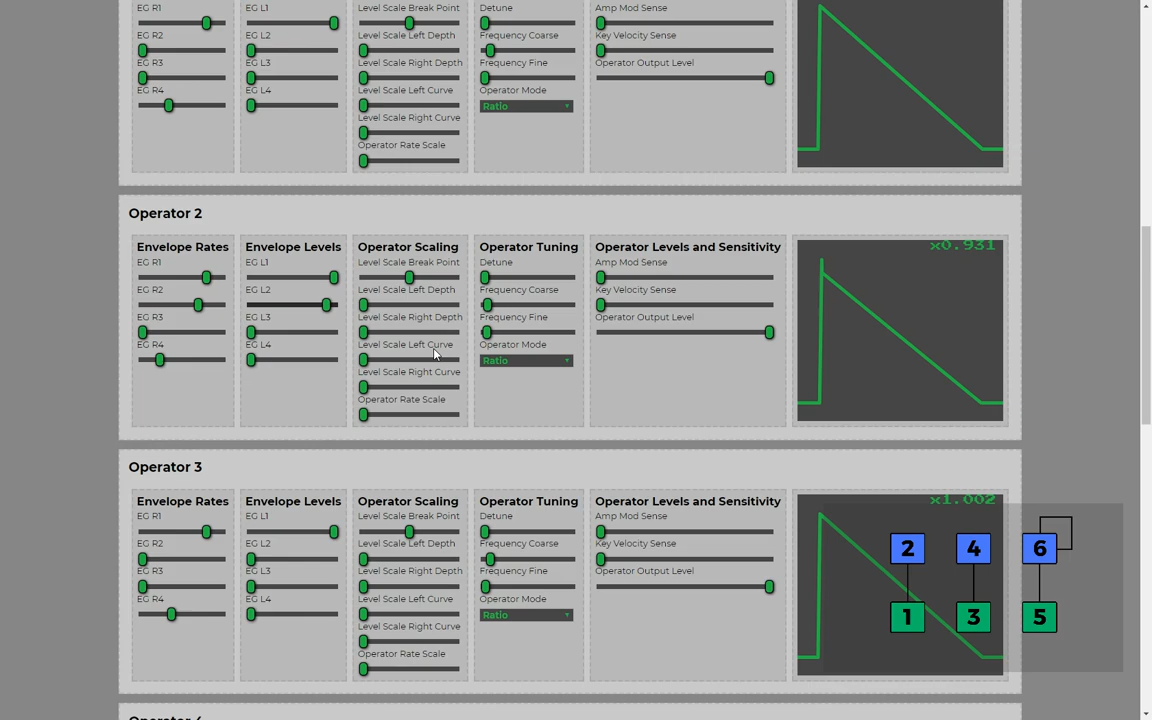 EG R1 EG L1 Level Scale Break Point Detune Amp Mod Sense
EG R2 EG L2 Level Scale Left Depth Frequency Coarse Key Velocity Sense
EG R3 EG L3 Level Scale Right Depth Frequency Fine Operator Output Level
EG R4 EG L4 Level Scale Left Curve Operator Mode
Ratio
Level Scale Right Curve
Operator Rate Scale
Operator 2
Envelope Rates Envelope Levels Operator Scaling Operator Tuning Operator Levels and Sensitivity x0.931
EG R1 EG L1 Level Scale Break Point Detune Amp Mod Sense
EG R2 EG L2 Level Scale Left Depth Frequency Coarse Key Velocity Sense
EG R3 EG L3 Level Scale Right Depth Frequency Fine Operator Output Level
EG R4 EG L4 Level Scale Left Curve Operator Mode
Ratio
Level Scale Right Curve
Operator Rate Scale
Operator 3
Envelope Rates Envelope Levels Operator Scaling Operator Tuning Operator Levels and Sensitivity x1.002
EG R1 EG L1 Level Scale Break Point Detune Amp Mod Sense
EG R2 EG L2 Level Scale Left Depth Frequency Coarse Key Velocity Sense
2 4 6
EG R3 EG L3 Level Scale Right Depth Frequency Fine Operator Output Level
EG R4 EG L4 Level Scale Left Curve Operator Mode
Ratio
1 3 5
Level Scale Right Curve
Operator Rate Scale